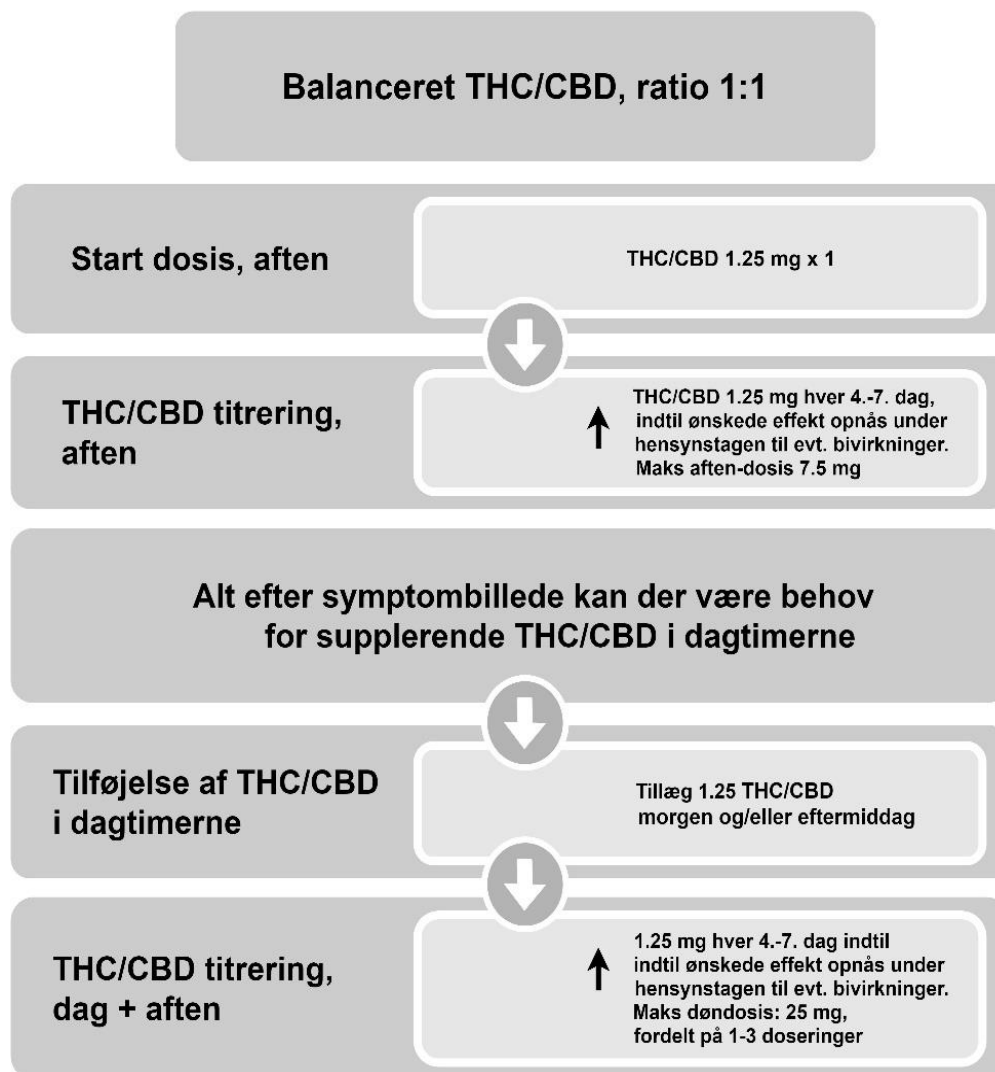 Balanceret THC/CBD, ratio 1:1
Start dosis, aften
THC/CBD 1.25 mg x 1
THC/CBD titrering,
aften
THC/CBD 1.25 mg hver 4.-7. dag,
indtil ønskede effekt opnås under
hensynstagen til evt. bivirkninger.
Maks aften-dosis 7.5 mg
Alt efter symptombillede kan der være behov
for supplerende THC/CBD i dagtimerne
Tilføjelse af THC/CBD
i dagtimerne
Tillæg 1.25 THC/CBD
morgen og/eller eftermiddag
THC/CBD titrering,
dag + aften
1.25 mg hver 4.-7. dag indtil
indtil ønskede effekt opnås under
hensynstagen til evt. bivirkninger.
Maks døndosis: 25 mg,
fordelt på 1-3 doseringer